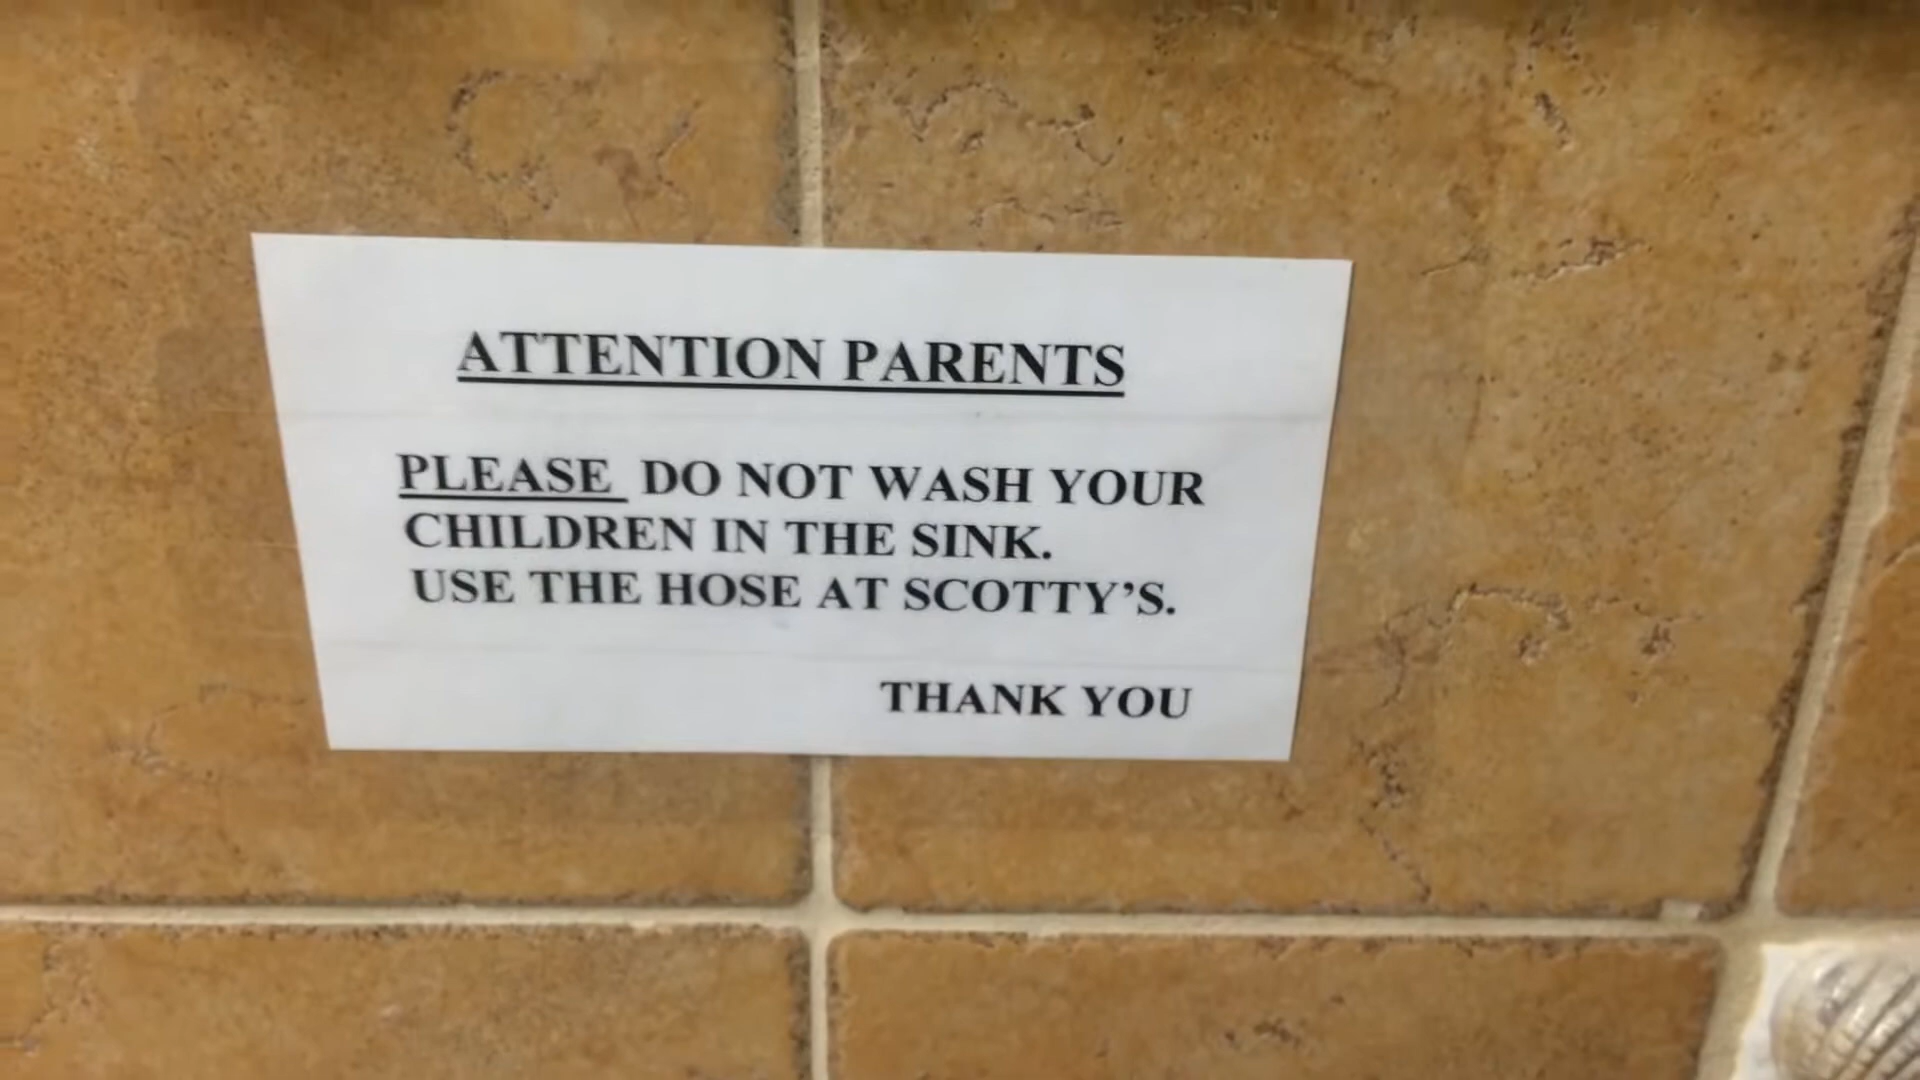 ATTENTION PARENTS
PLEASE DO NOT WASH YOUR
CHILDREN IN THE SINK.
USE THE HOSE AT SCOTTY’S.
THANK YOU